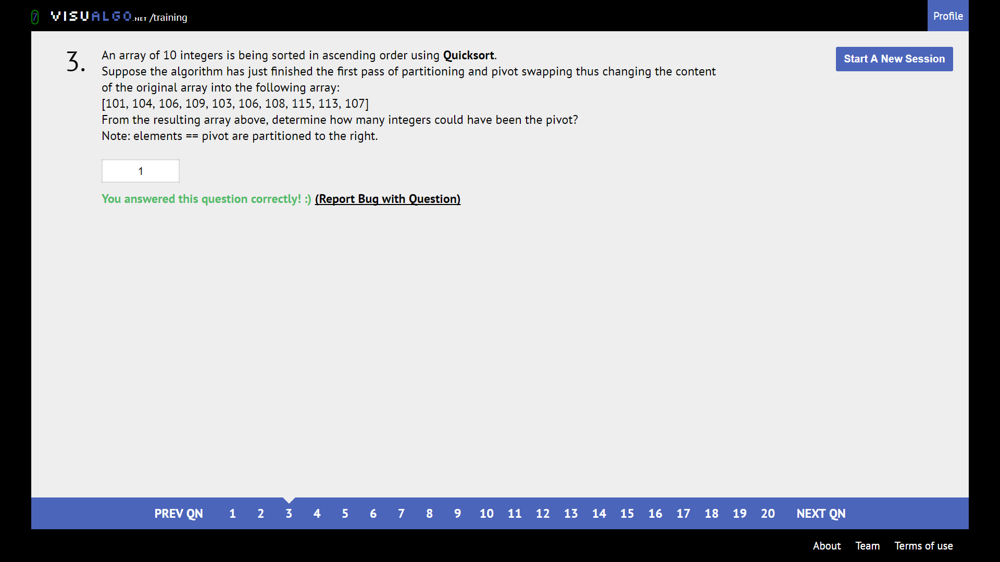 7 VISUALGO.NET /training
Profile
3.
An array of 10 integers is being sorted in ascending order using Quicksort.
Suppose the algorithm has just finished the first pass of partitioning and pivot swapping thus changing the content
of the original array into the following array:
[101, 104, 106, 109, 103, 106, 108, 115, 113, 107]
From the resulting array above, determine how many integers could have been the pivot?
Note: elements == pivot are partitioned to the right.
Start A New Session
1
You answered this question correctly! :) (Report Bug with Question)
PREV QN 1 2 3 4 5 6 7 8 9 10 11 12 13 14 15 16 17 18 19 20 NEXT QN
About Team Terms of use